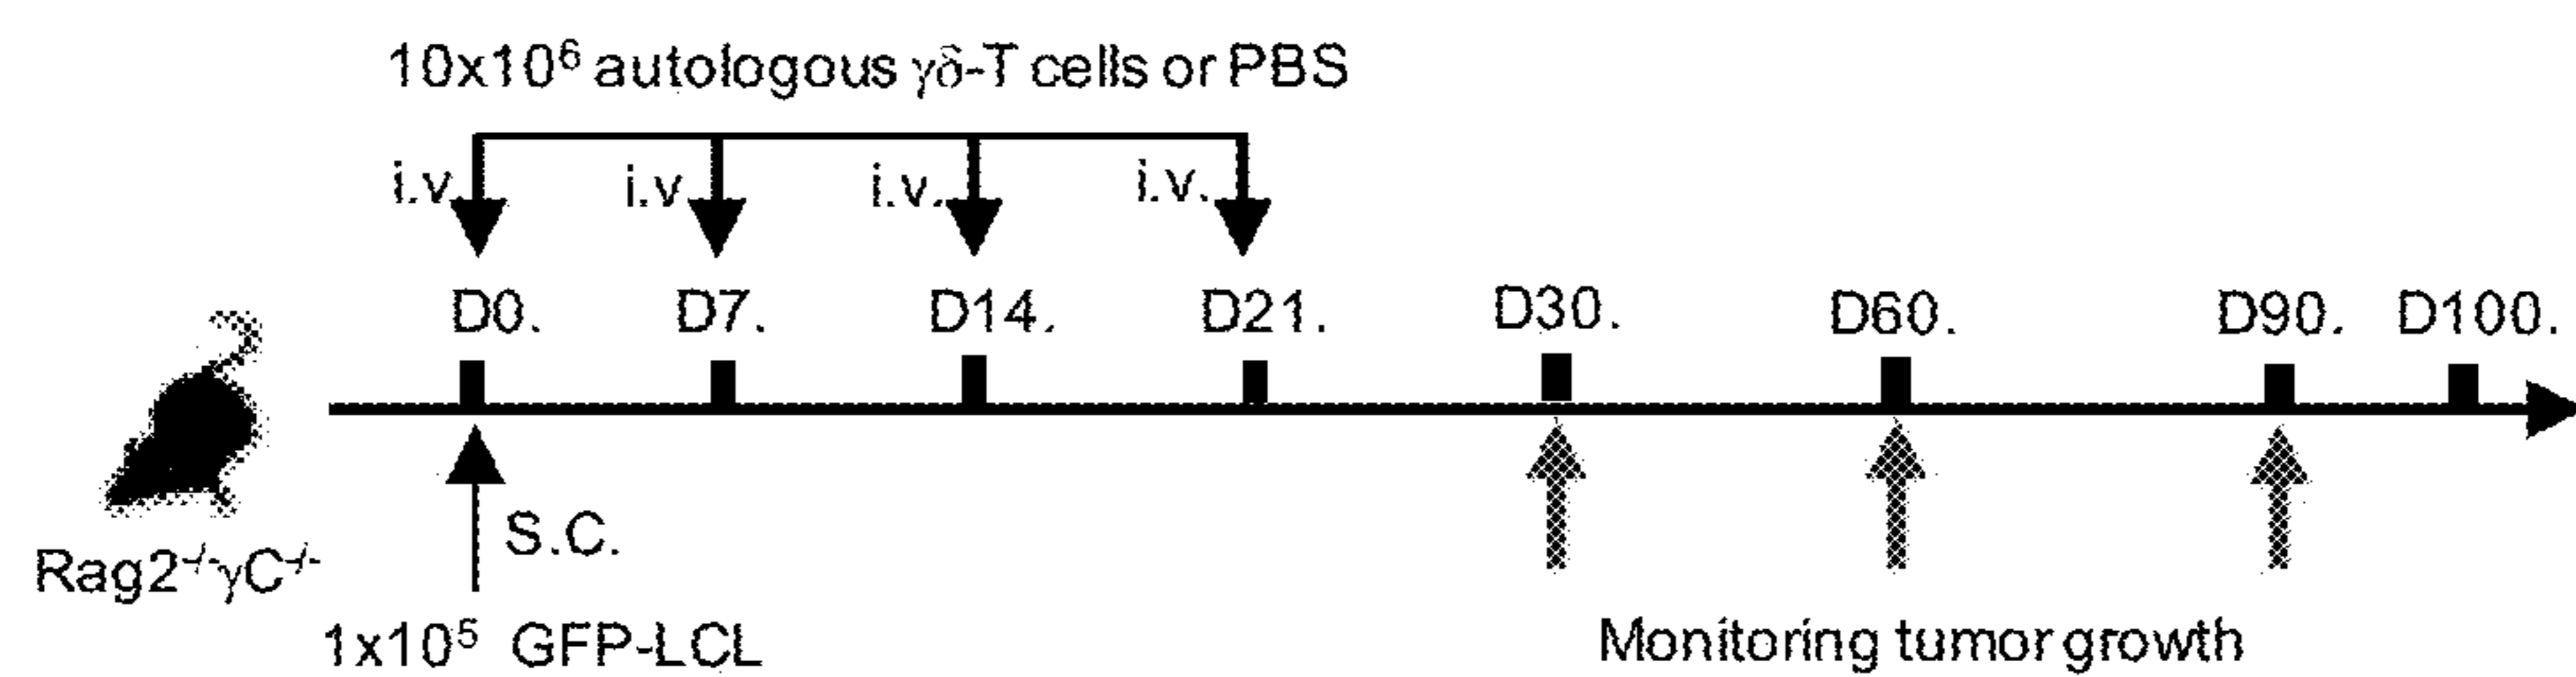 10x10⁶ autologous γδ-T cells or PBS
i.v. i.v. i.v. i.v.
D0. D7. D14. D21. D30. D60. D90. D100.
S.C.
Rag2⁻/⁻γC⁻/⁻
1x10⁵ GFP-LCL
Monitoring tumor growth